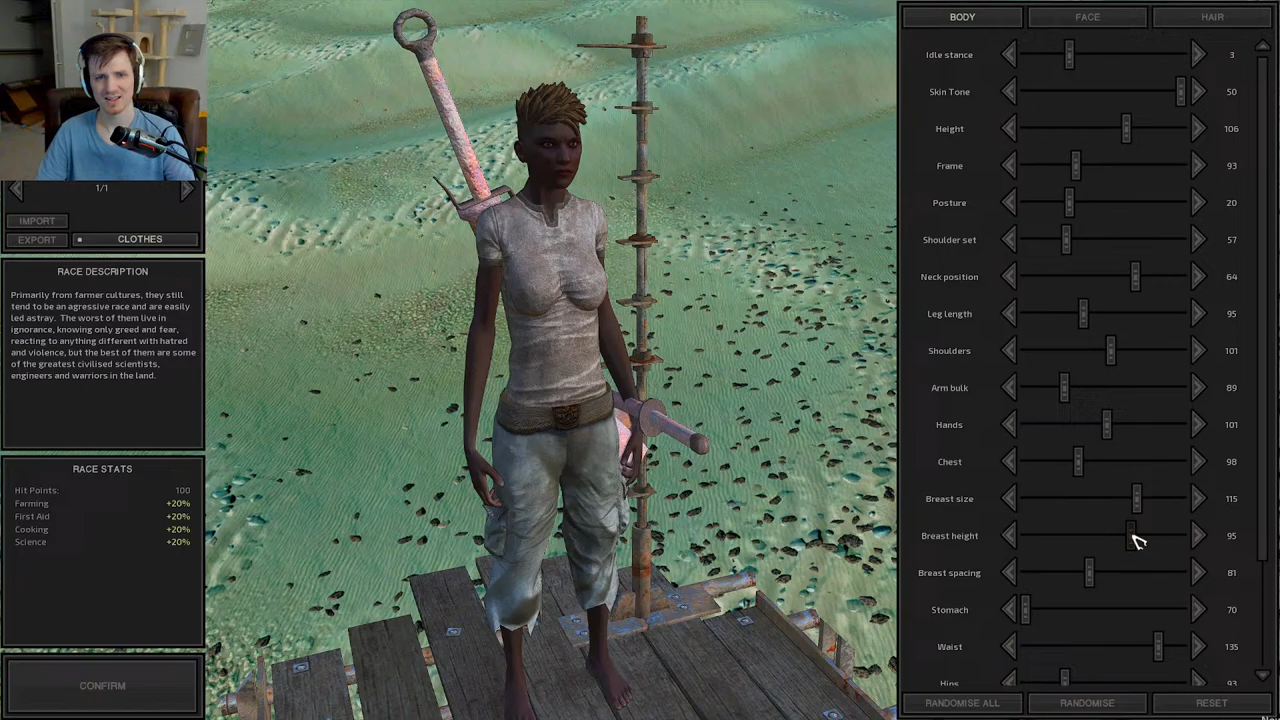 BODY
FACE
HAIR
Idle stance 3
Skin Tone 50
Height 106
Frame 93
Posture 20
Shoulder set 57
Neck position 64
Leg length 95
Shoulders 101
Arm bulk 89
Hands 101
Chest 98
Breast size 115
Breast height 95
Breast spacing 81
Stomach 70
Waist 135
Hips 93
RANDOMISE ALL
RANDOMISE
RESET
1/1
IMPORT
EXPORT
CLOTHES
RACE DESCRIPTION
Primarily from farmer cultures, they still
tend to be an agressive race and are easily
led astray. The worst of them live in
ignorance, knowing only greed and fear,
reacting to anything different with hatred
and violence, but the best of them are some
of the greatest civilised scientists,
engineers and warriors in the land.
RACE STATS
Hit Points: 100
Farming +20%
First Aid +20%
Cooking +20%
Science +20%
CONFIRM